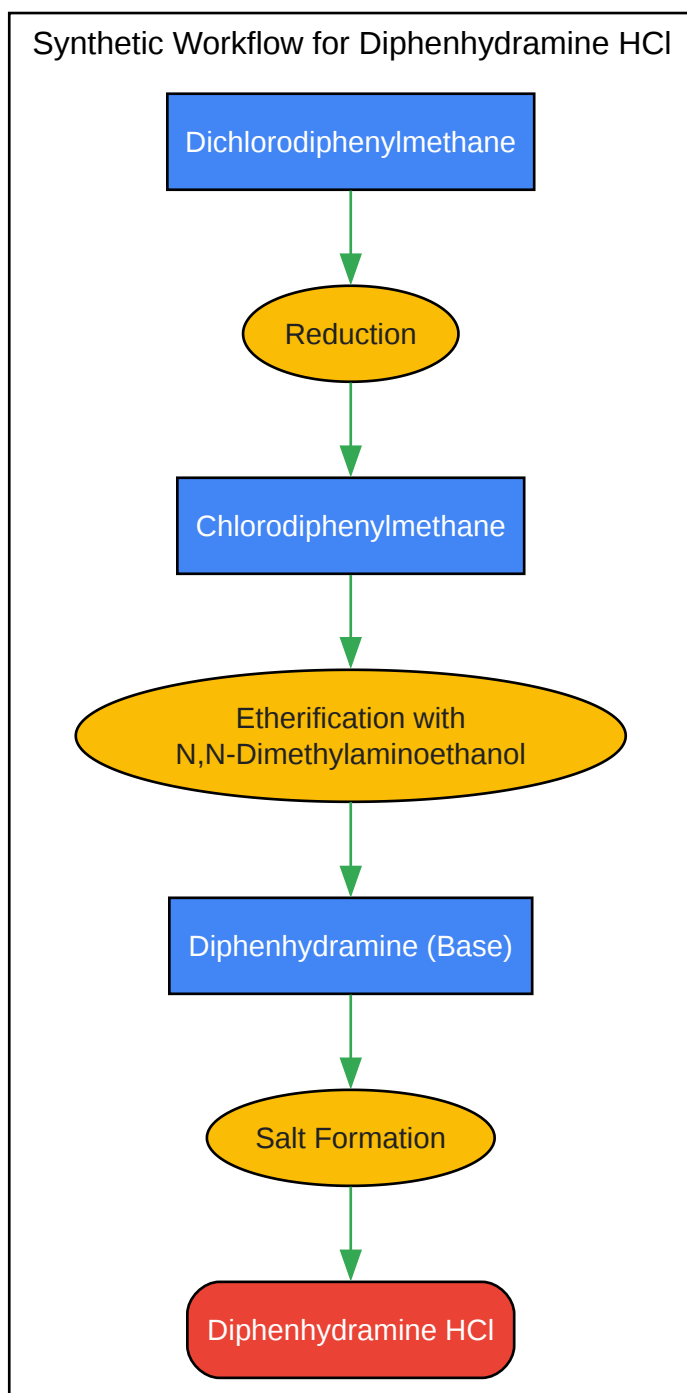 Synthetic Workflow for Diphenhydramine HCl
Dichlorodiphenylmethane
Reduction
Chlorodiphenylmethane
Etherification with
N,N-Dimethylaminoethanol
Diphenhydramine (Base)
Salt Formation
Diphenhydramine HCl